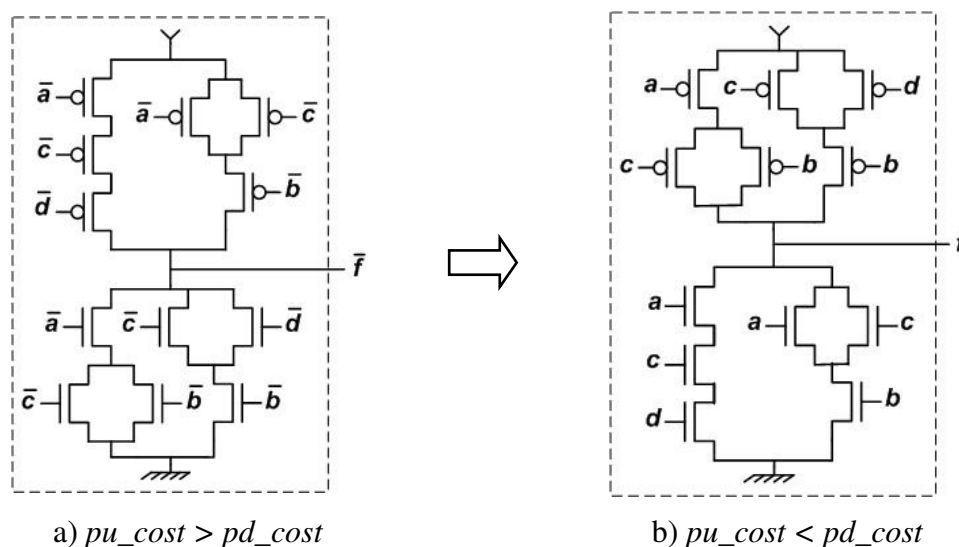 a̅
a̅ c̅
c̅
d̅ b̅
f̅
a̅ c̅ d̅
c̅ b̅ b̅
a c d
c b b
a a c
c
d b
a) pu_cost > pd_cost
b) pu_cost < pd_cost